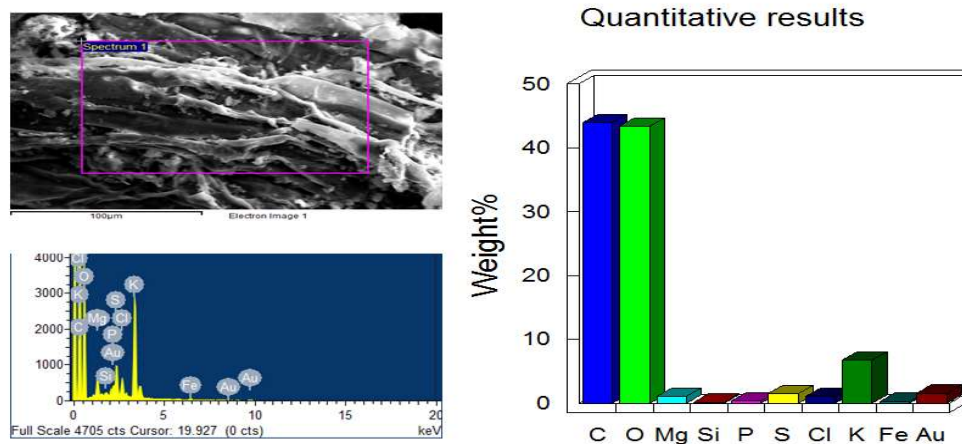 Spectrum 1
100µm Electron Image 1
4000
3000
2000
1000
0
Cl
O
K
K
S
Mg
Cl
C
P
Au
Si
Fe
Au
Au
0 5 10 15 20
Full Scale 4705 cts Cursor: 19.927 (0 cts) keV
Quantitative results
Weight%
50
40
30
20
10
0
C O Mg Si P S Cl K Fe Au